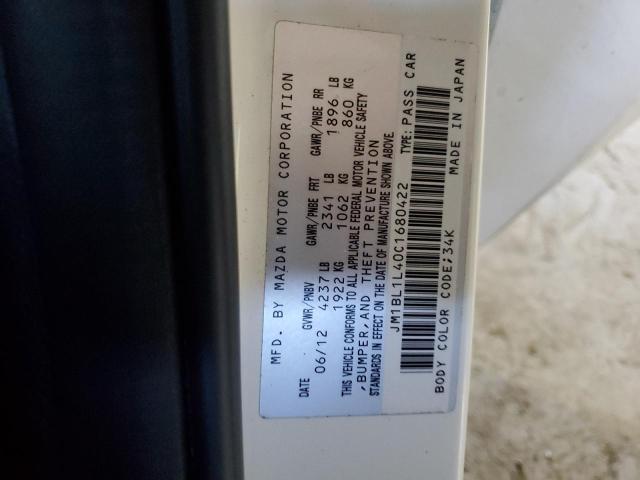 MFD. BY MAZDA MOTOR CORPORATION
DATE GVWR/PNBV GAWR/PNBE FRT GAWR/PNBE RR
06/12 4237 LB 2341 LB 1896 LB
1922 KG 1062 KG 860 KG
THIS VEHICLE CONFORMS TO ALL APPLICABLE FEDERAL MOTOR VEHICLE SAFETY
,BUMPER,AND THEFT PREVENTION
STANDARDS IN EFFECT ON THE DATE OF MANUFACTURE SHOWN ABOVE.
JM1BL1L40C1680422 TYPE: PASS CAR
BODY COLOR CODE;34K MADE IN JAPAN